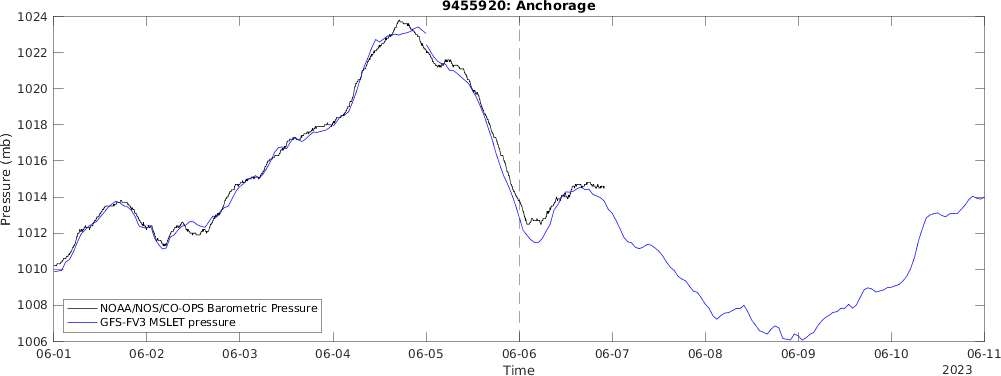 9455920: Anchorage
1024
1022
1020
1018
1016
1014
1012
1010
1008
1006
Pressure (mb)
NOAA/NOS/CO-OPS Barometric Pressure
GFS-FV3 MSLET pressure
06-01 06-02 06-03 06-04 06-05 06-06 06-07 06-08 06-09 06-10 06-11
Time
2023